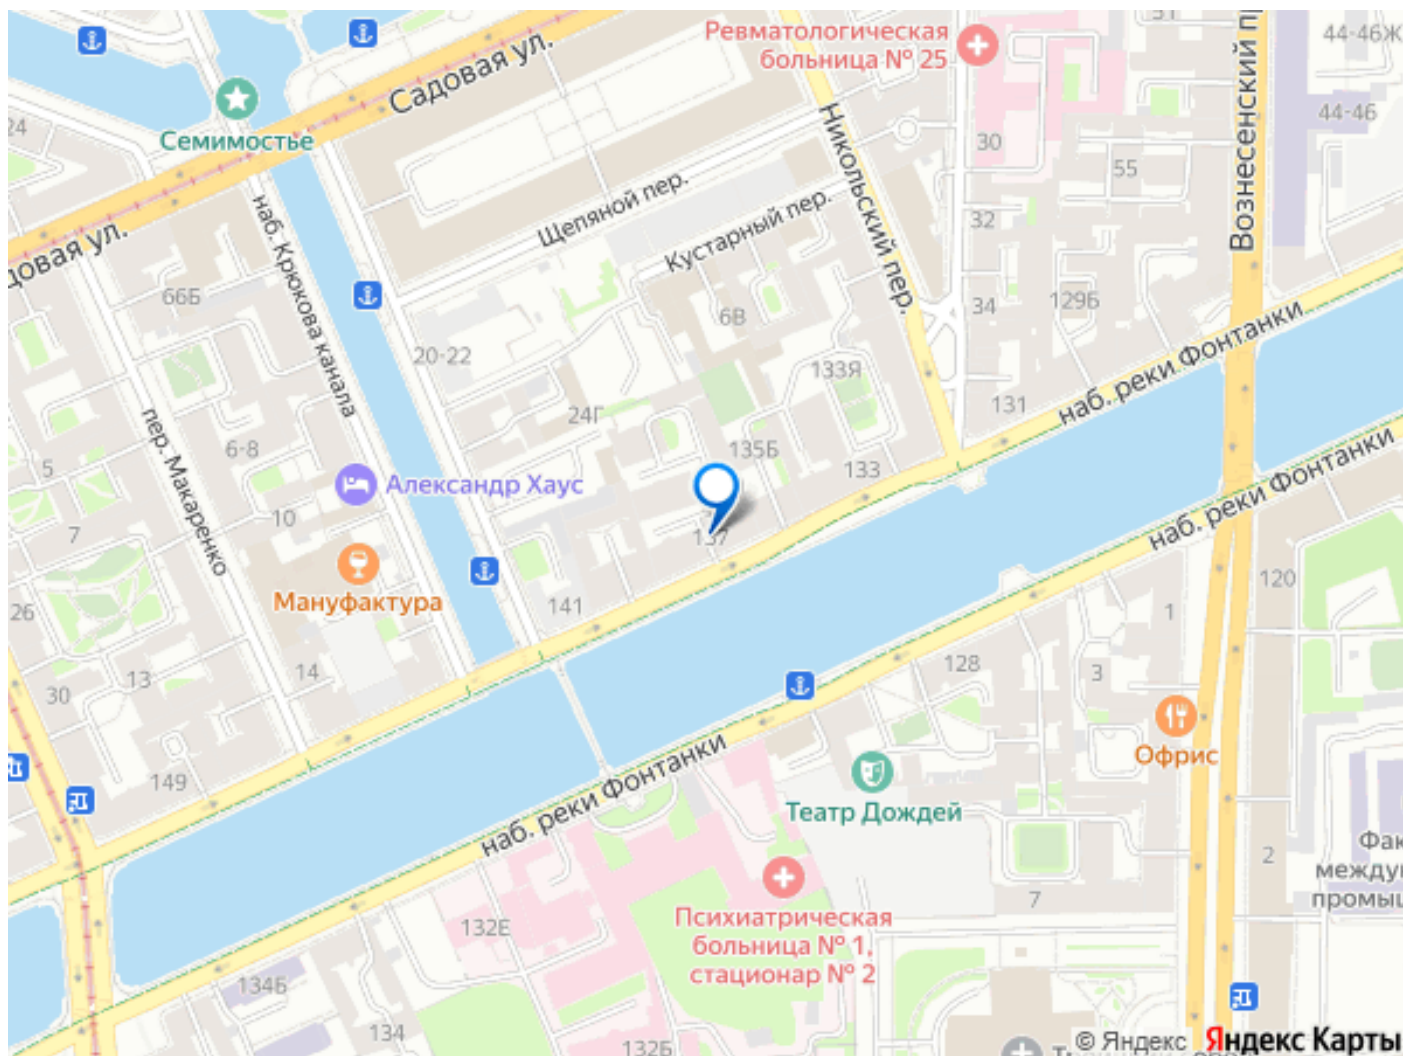 51
44-46Ж
Ревматологическая
больница № 25
Садовая ул.
Вознесенский п
44-46
24
Семимостье
Никольский пер.
30
55
Щепяной пер.
Кустарный пер.
наб. Крюкова канала
32
довая ул.
66Б
34
129Б
6В
20-22
133Я
131
наб. реки Фонтанки
24Г
пер. Макаренко
6-8
135Б
133
5
Александр Хаус
10
7
137
наб. реки Фонтанки
120
Мануфактура
141
26
1
14
13
30
128
3
149
Офрис
наб. реки Фонтанки
Театр Дождей
Фак
между
промыш
2
7
Психиатрическая
больница № 1,
стационар № 2
132Е
134Б
134
132Б
© Яндекс Яндекс Карты